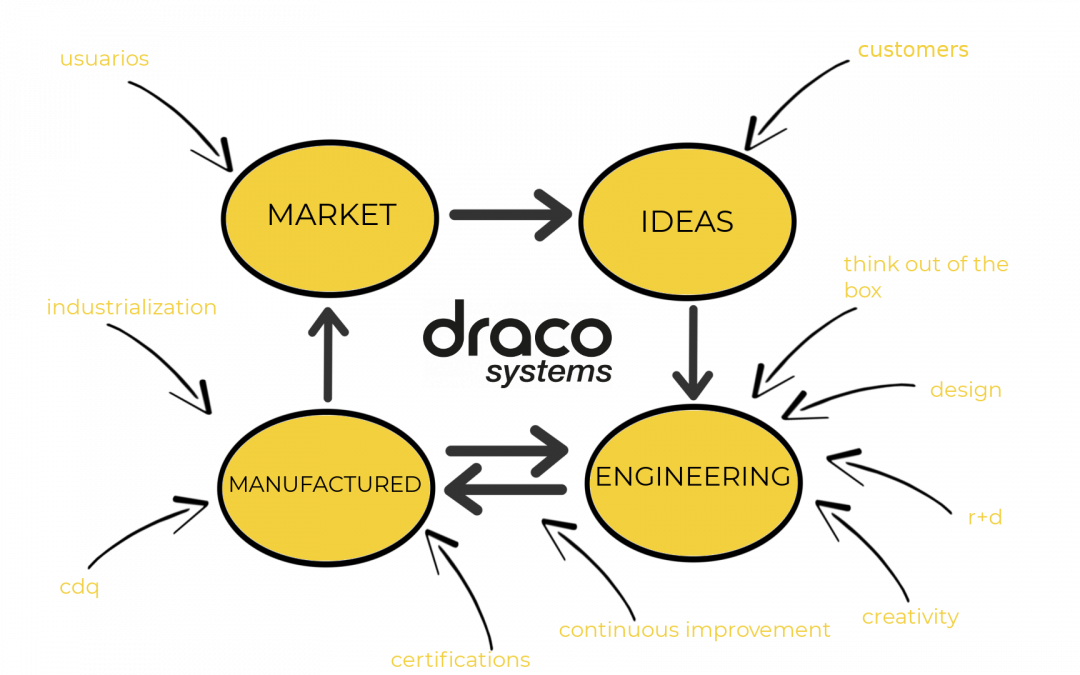 customers
usuarios
MARKET
IDEAS
think out of the
box
industrialization
draco
systems
design
ENGINEERING
MANUFACTURED
r+d
cdq
creativity
continuous improvement
certifications